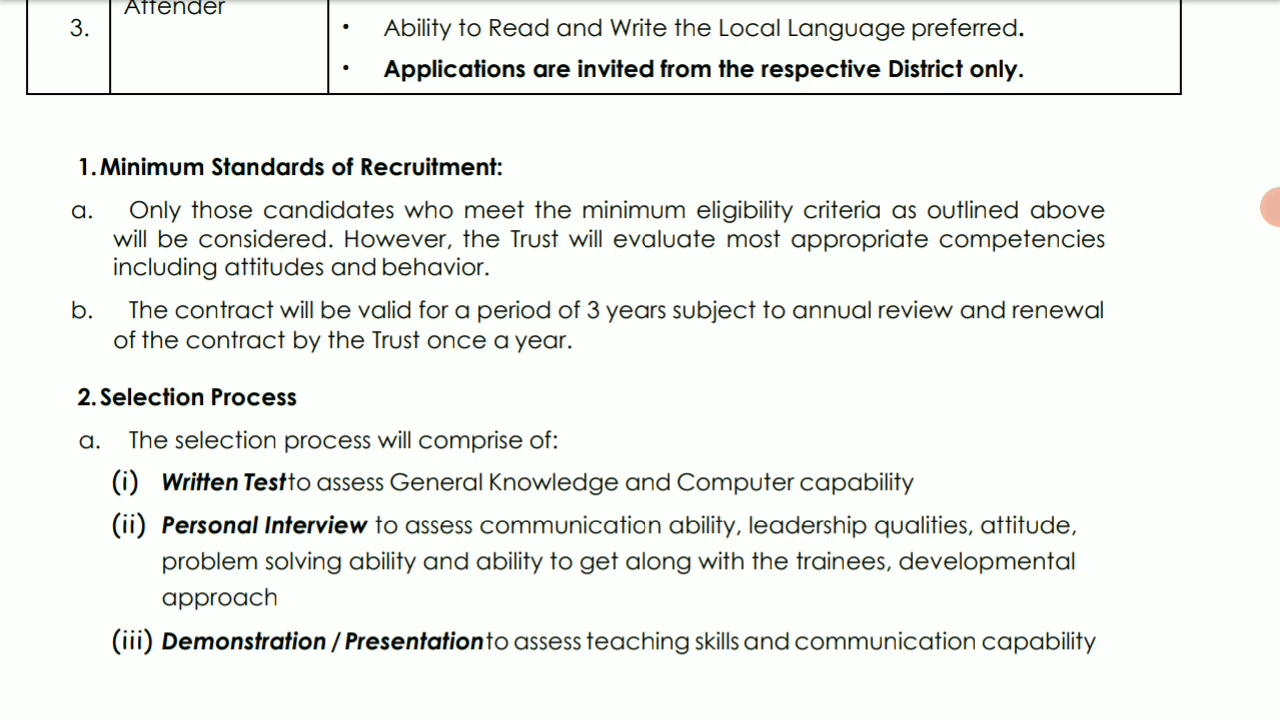 Attender
3.
• Ability to Read and Write the Local Language preferred.
• Applications are invited from the respective District only.
1. Minimum Standards of Recruitment:
a. Only those candidates who meet the minimum eligibility criteria as outlined above
will be considered. However, the Trust will evaluate most appropriate competencies
including attitudes and behavior.
b. The contract will be valid for a period of 3 years subject to annual review and renewal
of the contract by the Trust once a year.
2. Selection Process
a. The selection process will comprise of:
(i) Written Testto assess General Knowledge and Computer capability
(ii) Personal Interview to assess communication ability, leadership qualities, attitude,
problem solving ability and ability to get along with the trainees, developmental
approach
(iii) Demonstration / Presentationto assess teaching skills and communication capability